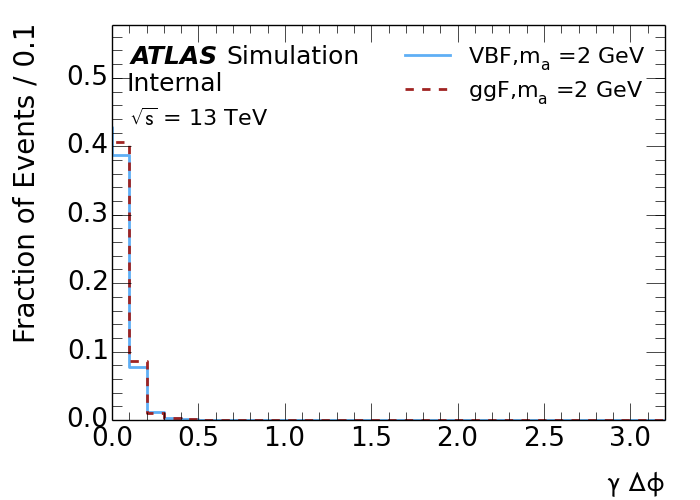 ATLAS Simulation
Internal
√s = 13 TeV
VBF,mₐ =2 GeV
ggF,mₐ =2 GeV
Fraction of Events / 0.1
0.5
0.4
0.3
0.2
0.1
0.0
0.0 0.5 1.0 1.5 2.0 2.5 3.0
γ Δϕ